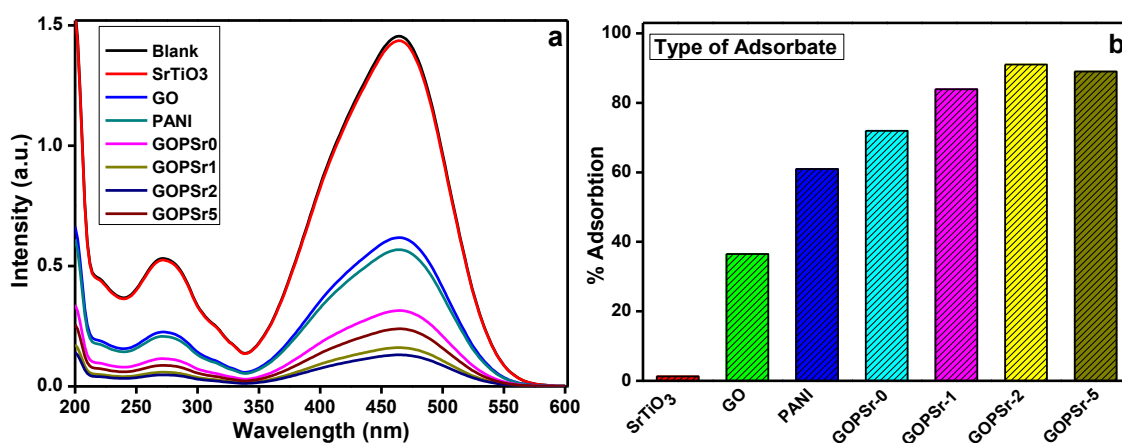 a
1.5
1.0
0.5
0.0
Intensity (a.u.)
Blank
SrTiO3
GO
PANI
GOPSr0
GOPSr1
GOPSr2
GOPSr5
200 250 300 350 400 450 500 550 600
Wavelength (nm)
b
Type of Adsorbate
100
80
60
40
20
0
% Adsorbtion
SrTiO₃
GO
PANI
GOPSr-0
GOPSr-1
GOPSr-2
GOPSr-5